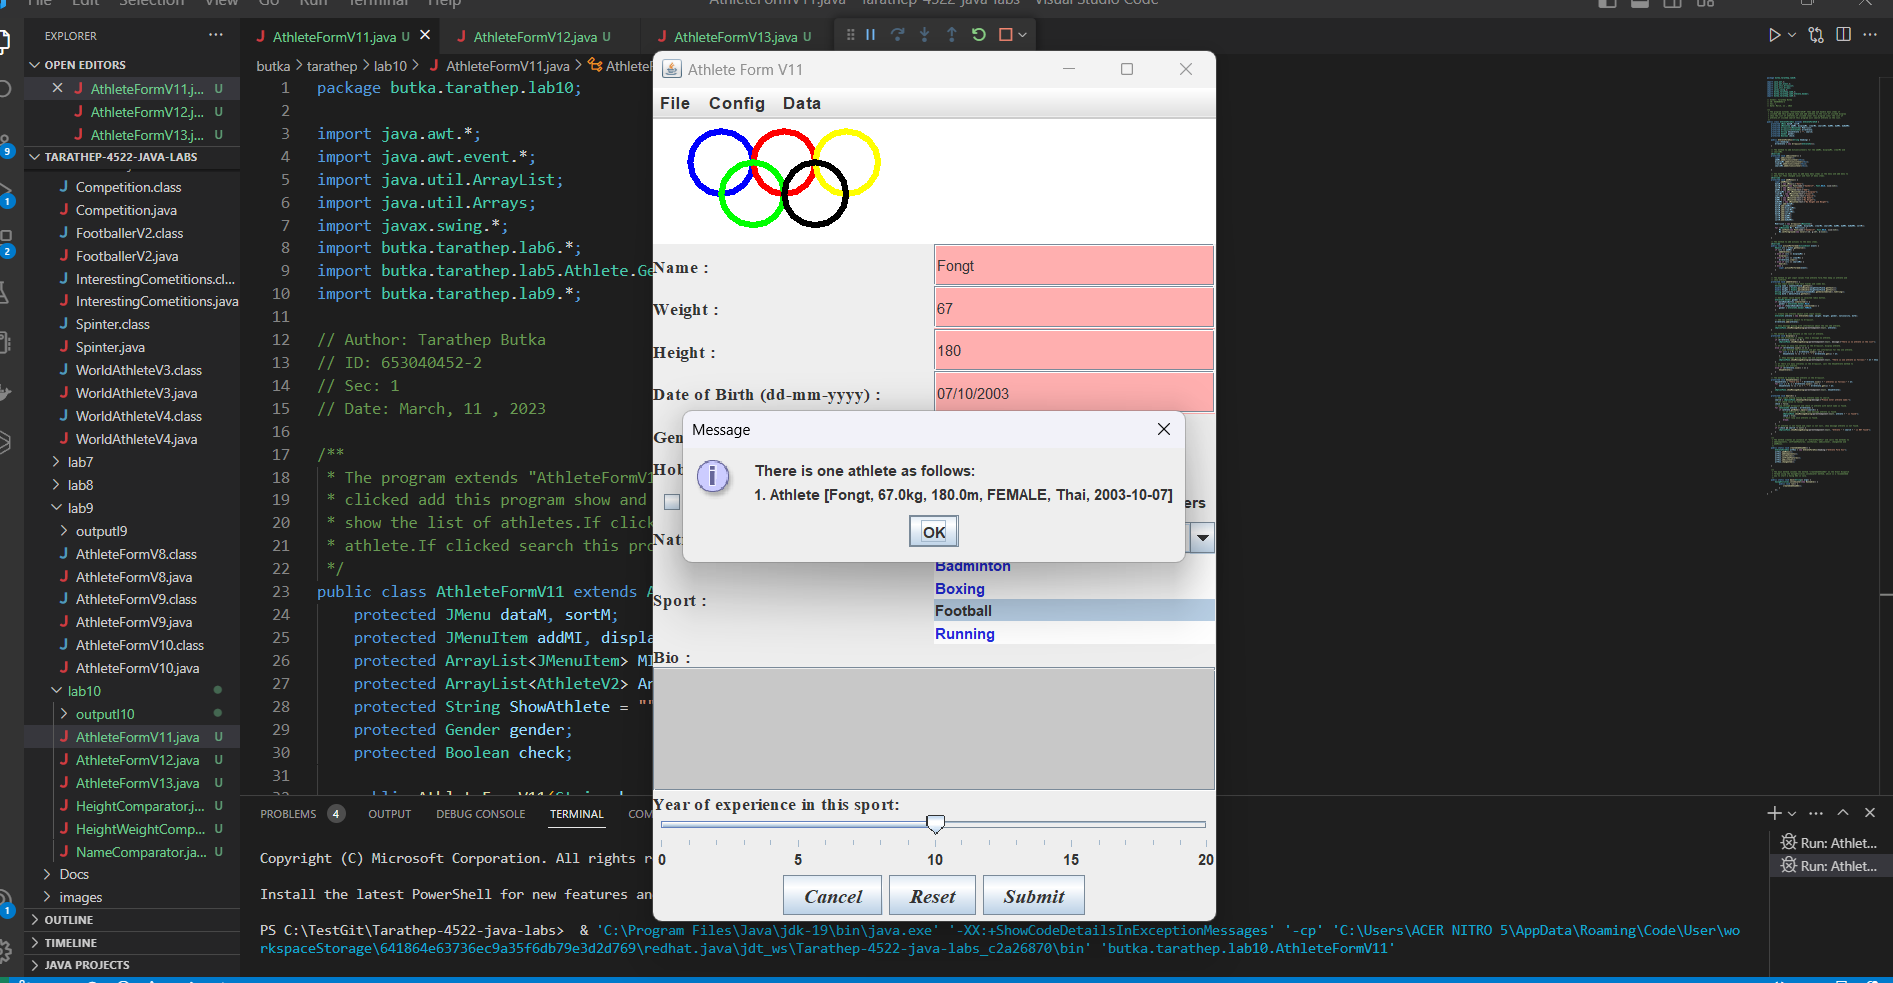 File Edit Selection View Go Run Terminal Help
AthleteFormV11.java - Tarathep-4522-java-labs - Visual Studio Code
EXPLORER
OPEN EDITORS
AthleteFormV11.j... U
AthleteFormV12.j... U
AthleteFormV13.j... U
TARATHEP-4522-JAVA-LABS
Competition.class
Competition.java
FootballerV2.class
FootballerV2.java
InterestingCometitions.cl...
InterestingCometitions.java
Spinter.class
Spinter.java
WorldAthleteV3.class
WorldAthleteV3.java
WorldAthleteV4.class
WorldAthleteV4.java
lab7
lab8
lab9
outputl9
AthleteFormV8.class
AthleteFormV8.java
AthleteFormV9.class
AthleteFormV9.java
AthleteFormV10.class
AthleteFormV10.java
lab10
outputl10
AthleteFormV11.java U
AthleteFormV12.java U
AthleteFormV13.java U
HeightComparator.j... U
HeightWeightComp... U
NameComparator.ja... U
Docs
images
OUTLINE
TIMELINE
JAVA PROJECTS
9
1
2
1
AthleteFormV11.java U
AthleteFormV12.java U
AthleteFormV13.java U
butka > tarathep > lab10 > AthleteFormV11.java > Athlete
1 package butka.tarathep.lab10;
2
3 import java.awt.*;
4 import java.awt.event.*;
5 import java.util.ArrayList;
6 import java.util.Arrays;
7 import javax.swing.*;
8 import butka.tarathep.lab6.*;
9 import butka.tarathep.lab5.Athlete.Ge
10 import butka.tarathep.lab9.*;
11
12 // Author: Tarathep Butka
13 // ID: 653040452-2
14 // Sec: 1
15 // Date: March, 11 , 2023
16
17 /**
18 * The program extends "AthleteFormV1
19 * clicked add this program show and
20 * show the list of athletes.If click
21 * athlete.If clicked search this pro
22 */
23 public class AthleteFormV11 extends A
24 protected JMenu dataM, sortM;
25 protected JMenuItem addMI, displa
26 protected ArrayList<JMenuItem> MI
27 protected ArrayList<AthleteV2> Ar
28 protected String ShowAthlete = ""
29 protected Gender gender;
30 protected Boolean check;
31
Athlete Form V11
File Config Data
Name :
Fongt
Weight :
67
Height :
180
Date of Birth (dd-mm-yyyy) :
07/10/2003
Gen
Hob
ers
Nati
Message
There is one athlete as follows:
1. Athlete [Fongt, 67.0kg, 180.0m, FEMALE, Thai, 2003-10-07]
OK
Sport :
Badminton
Boxing
Football
Running
Bio :
Year of experience in this sport:
0 5 10 15 20
Cancel Reset Submit
PROBLEMS 4 OUTPUT DEBUG CONSOLE TERMINAL COM
Copyright (C) Microsoft Corporation. All rights r
Install the latest PowerShell for new features an
PS C:\TestGit\Tarathep-4522-java-labs> & 'C:\Program Files\Java\jdk-19\bin\java.exe' '-XX:+ShowCodeDetailsInExceptionMessages' '-cp' 'C:\Users\ACER NITRO 5\AppData\Roaming\Code\User\wo
rkspaceStorage\641864e63736ec9a35f6db79e3d2d769\redhat.java\jdt_ws\Tarathep-4522-java-labs_c2a26870\bin' 'butka.tarathep.lab10.AthleteFormV11'
Run: Athlet...
Run: Athlet...